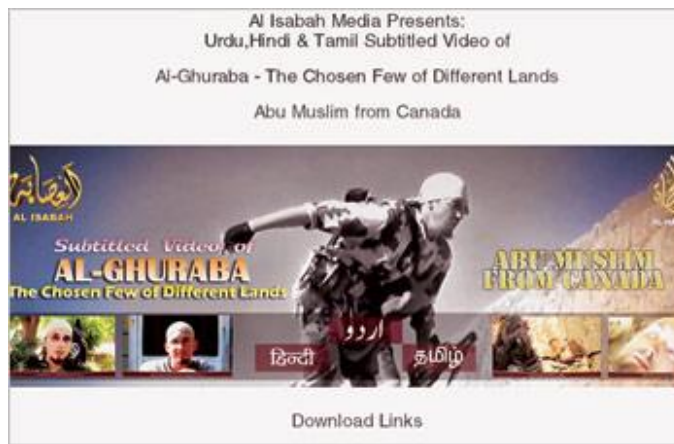 Al Isabah Media Presents:
Urdu,Hindi & Tamil Subtitled Video of
Al-Ghuraba - The Chosen Few of Different Lands
Abu Muslim from Canada
العصابة
AL ISABAH
Subtitled Video of
AL-GHURABA
The Chosen Few of Different Lands
ABU MUSLIM
FROM CANADA
اردو
हिन्दी
தமிழ்
Download Links